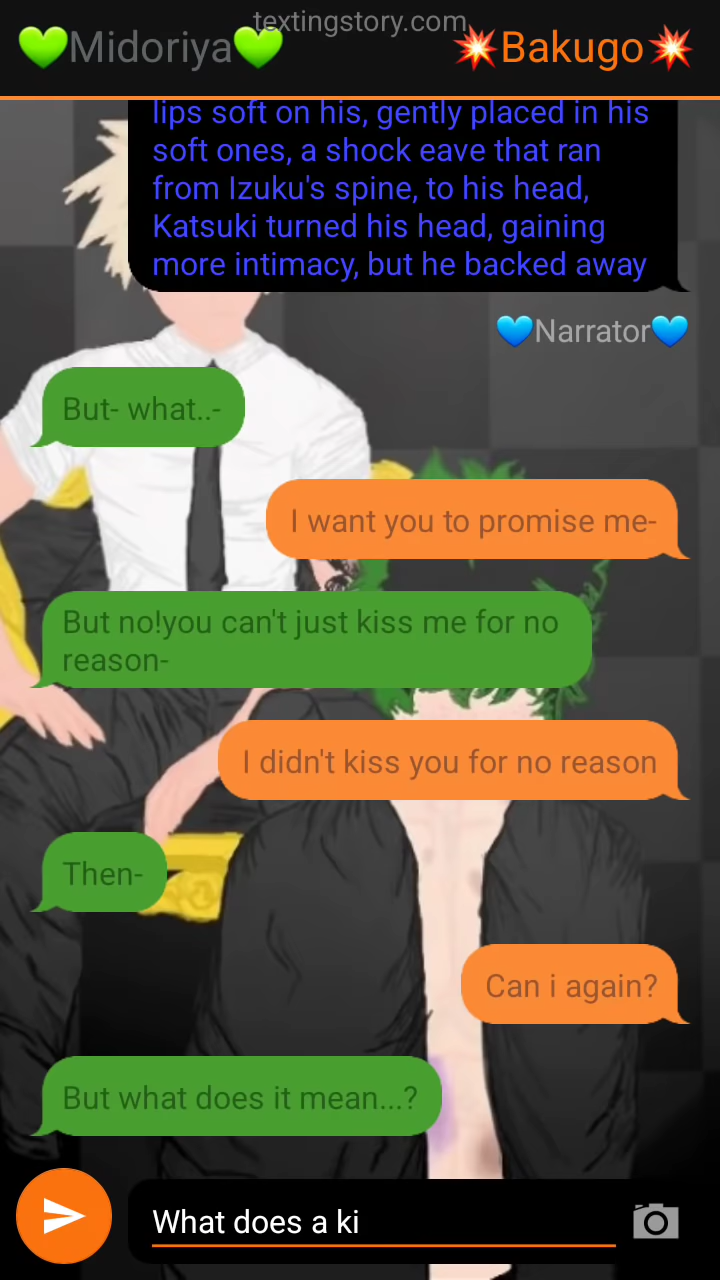 textingstory.com
💚Midoriya💚 💥Bakugo💥
lips soft on his, gently placed in his
soft ones, a shock eave that ran
from Izuku's spine, to his head,
Katsuki turned his head, gaining
more intimacy, but he backed away
💙Narrator💙
But- what..-
I want you to promise me-
But no!you can't just kiss me for no
reason-
I didn't kiss you for no reason
Then-
Can i again?
But what does it mean...?
What does a ki